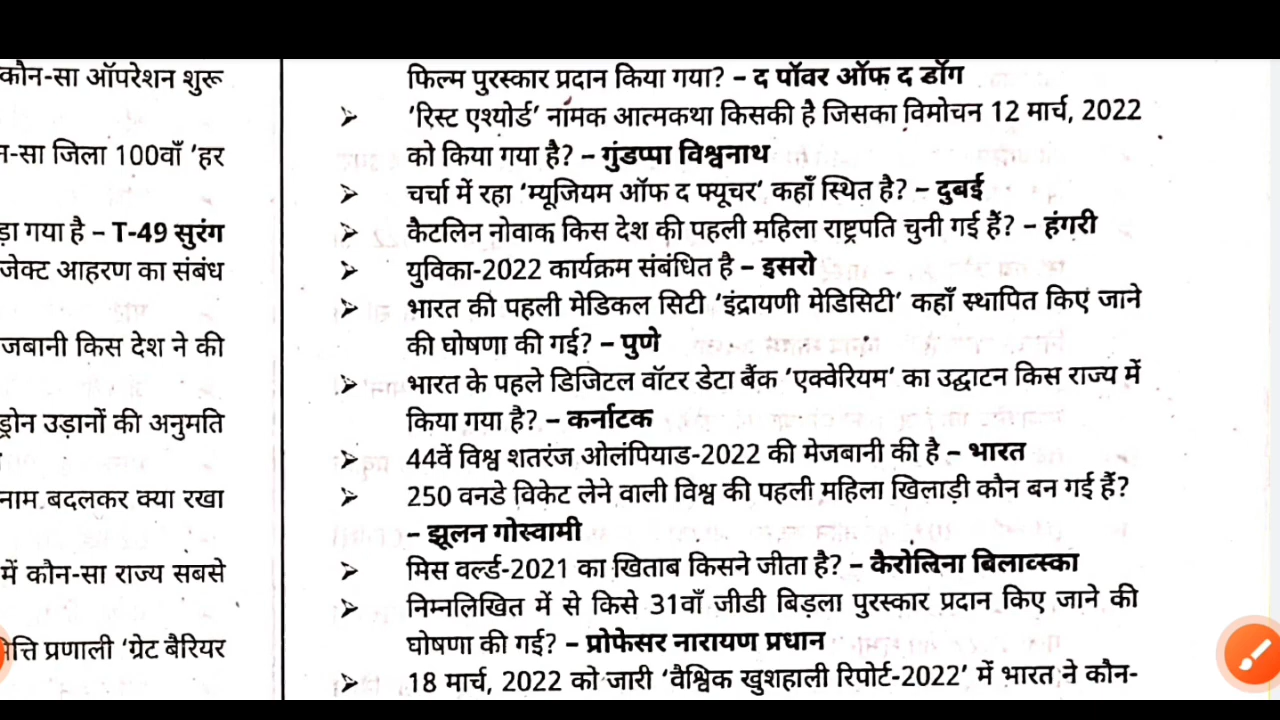 कौन-सा ऑपरेशन शुरू
जिला 100वाँ 'हर
गया है – T-49 सुरंग
आहरण का संबंध
किस देश ने की
ड्रोन उड़ानों की अनुमति
नाम बदलकर क्या रखा
में कौन-सा राज्य सबसे
प्रणाली 'ग्रेट बैरियर
फिल्म पुरस्कार प्रदान किया गया? – द पॉवर ऑफ द डॉग
➤ 'रिस्ट एश्योर्ड' नामक आत्मकथा किसकी है जिसका विमोचन 12 मार्च, 2022
को किया गया है? – गुंडप्पा विश्वनाथ
➤ चर्चा में रहा 'म्यूजियम ऑफ द फ्यूचर' कहाँ स्थित है? – दुबई
➤ कैटलिन नोवाक किस देश की पहली महिला राष्ट्रपति चुनी गई हैं? – हंगरी
➤ युविका-2022 कार्यक्रम संबंधित है – इसरो
➤ भारत की पहली मेडिकल सिटी 'इंद्रायणी मेडिसिटी' कहाँ स्थापित किए जाने
की घोषणा की गई? – पुणे
➤ भारत के पहले डिजिटल वॉटर डेटा बैंक 'एक्वेरियम' का उद्घाटन किस राज्य में
किया गया है? – कर्नाटक
➤ 44वें विश्व शतरंज ओलंपियाड-2022 की मेजबानी की है – भारत
➤ 250 वनडे विकेट लेने वाली विश्व की पहली महिला खिलाड़ी कौन बन गई हैं?
– झूलन गोस्वामी
➤ मिस वर्ल्ड-2021 का खिताब किसने जीता है? – कैरोलिना बिलाव्स्का
➤ निम्नलिखित में से किसे 31वाँ जीडी बिड़ला पुरस्कार प्रदान किए जाने की
घोषणा की गई? – प्रोफेसर नारायण प्रधान
➤ 18 मार्च, 2022 को जारी 'वैश्विक खुशहाली रिपोर्ट-2022' में भारत ने कौन-